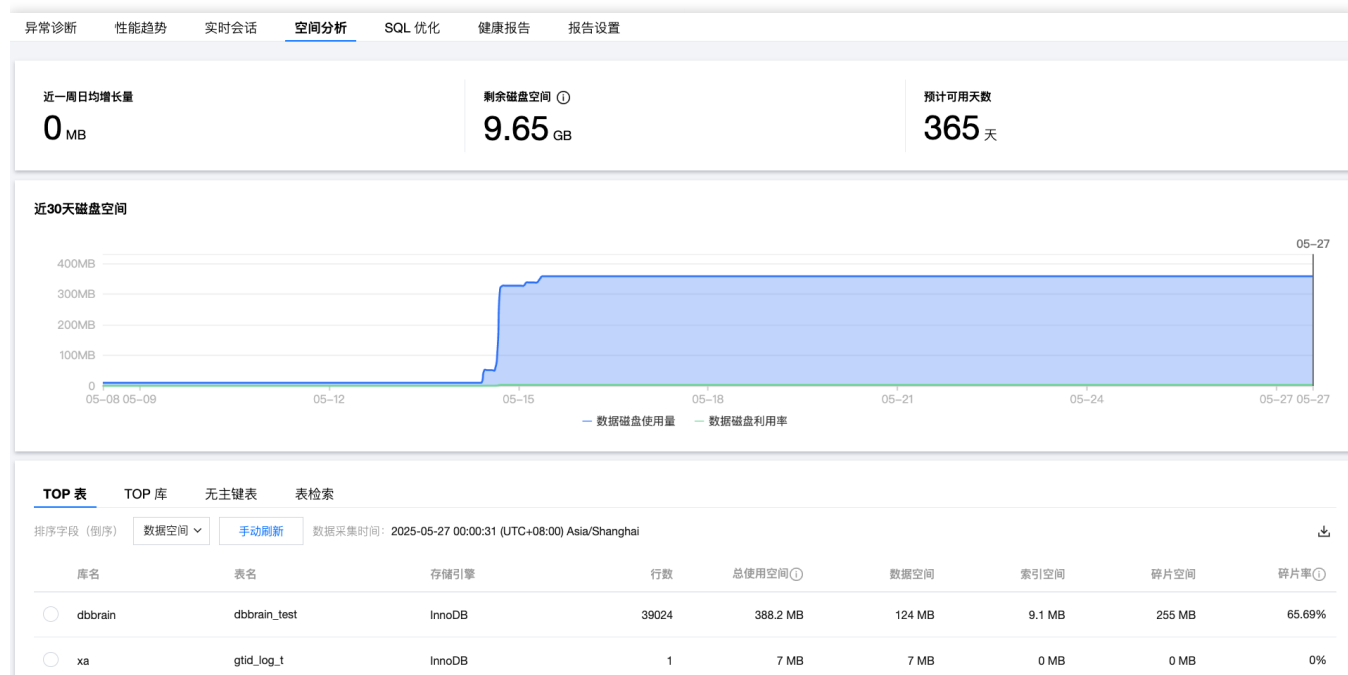 异常诊断 性能趋势 实时会话 空间分析 SQL 优化 健康报告 报告设置
近一周日均增长量 剩余磁盘空间 预计可用天数
0 MB 9.65 GB 365 天
近30天磁盘空间
05-27
400MB
300MB
200MB
100MB
0
05-08 05-09 05-12 05-15 05-18 05-21 05-24 05-27 05-27
数据磁盘使用量 数据磁盘利用率
TOP 表 TOP 库 无主键表 表检索
排序字段（倒序） 数据空间 手动刷新 数据采集时间：2025-05-27 00:00:31 (UTC+08:00) Asia/Shanghai
库名 表名 存储引擎 行数 总使用空间 数据空间 索引空间 碎片空间 碎片率
dbbrain dbbrain_test InnoDB 39024 388.2 MB 124 MB 9.1 MB 255 MB 65.69%
xa gtid_log_t InnoDB 1 7 MB 7 MB 0 MB 0 MB 0%